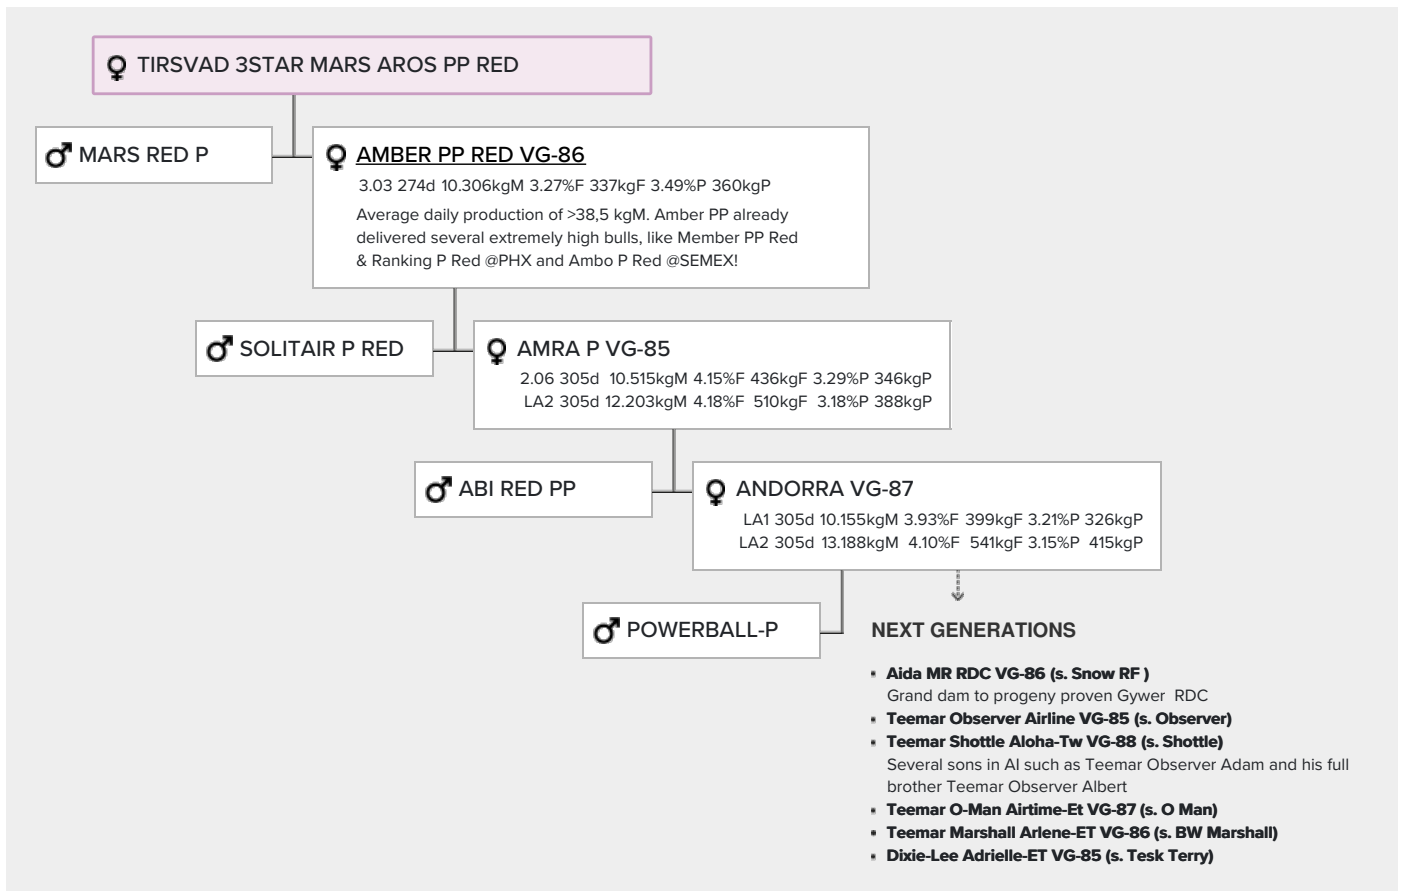 ♀ TIRSVAD 3STAR MARS AROS PP RED
♂ MARS RED P
♀ AMBER PP RED VG-86
3.03 274d 10.306kgM 3.27%F 337kgF 3.49%P 360kgP
Average daily production of >38,5 kgM. Amber PP already
delivered several extremely high bulls, like Member PP Red
& Ranking P Red @PHX and Ambo P Red @SEMEX!
♂ SOLITAIR P RED
♀ AMRA P VG-85
2.06 305d 10.515kgM 4.15%F 436kgF 3.29%P 346kgP
LA2 305d 12.203kgM 4.18%F 510kgF 3.18%P 388kgP
♂ ABI RED PP
♀ ANDORRA VG-87
LA1 305d 10.155kgM 3.93%F 399kgF 3.21%P 326kgP
LA2 305d 13.188kgM 4.10%F 541kgF 3.15%P 415kgP
♂ POWERBALL-P
NEXT GENERATIONS
▪ Aida MR RDC VG-86 (s. Snow RF )
Grand dam to progeny proven Gywer RDC
▪ Teemar Observer Airline VG-85 (s. Observer)
▪ Teemar Shottle Aloha-Tw VG-88 (s. Shottle)
Several sons in AI such as Teemar Observer Adam and his full
brother Teemar Observer Albert
▪ Teemar O-Man Airtime-Et VG-87 (s. O Man)
▪ Teemar Marshall Arlene-ET VG-86 (s. BW Marshall)
▪ Dixie-Lee Adrielle-ET VG-85 (s. Tesk Terry)